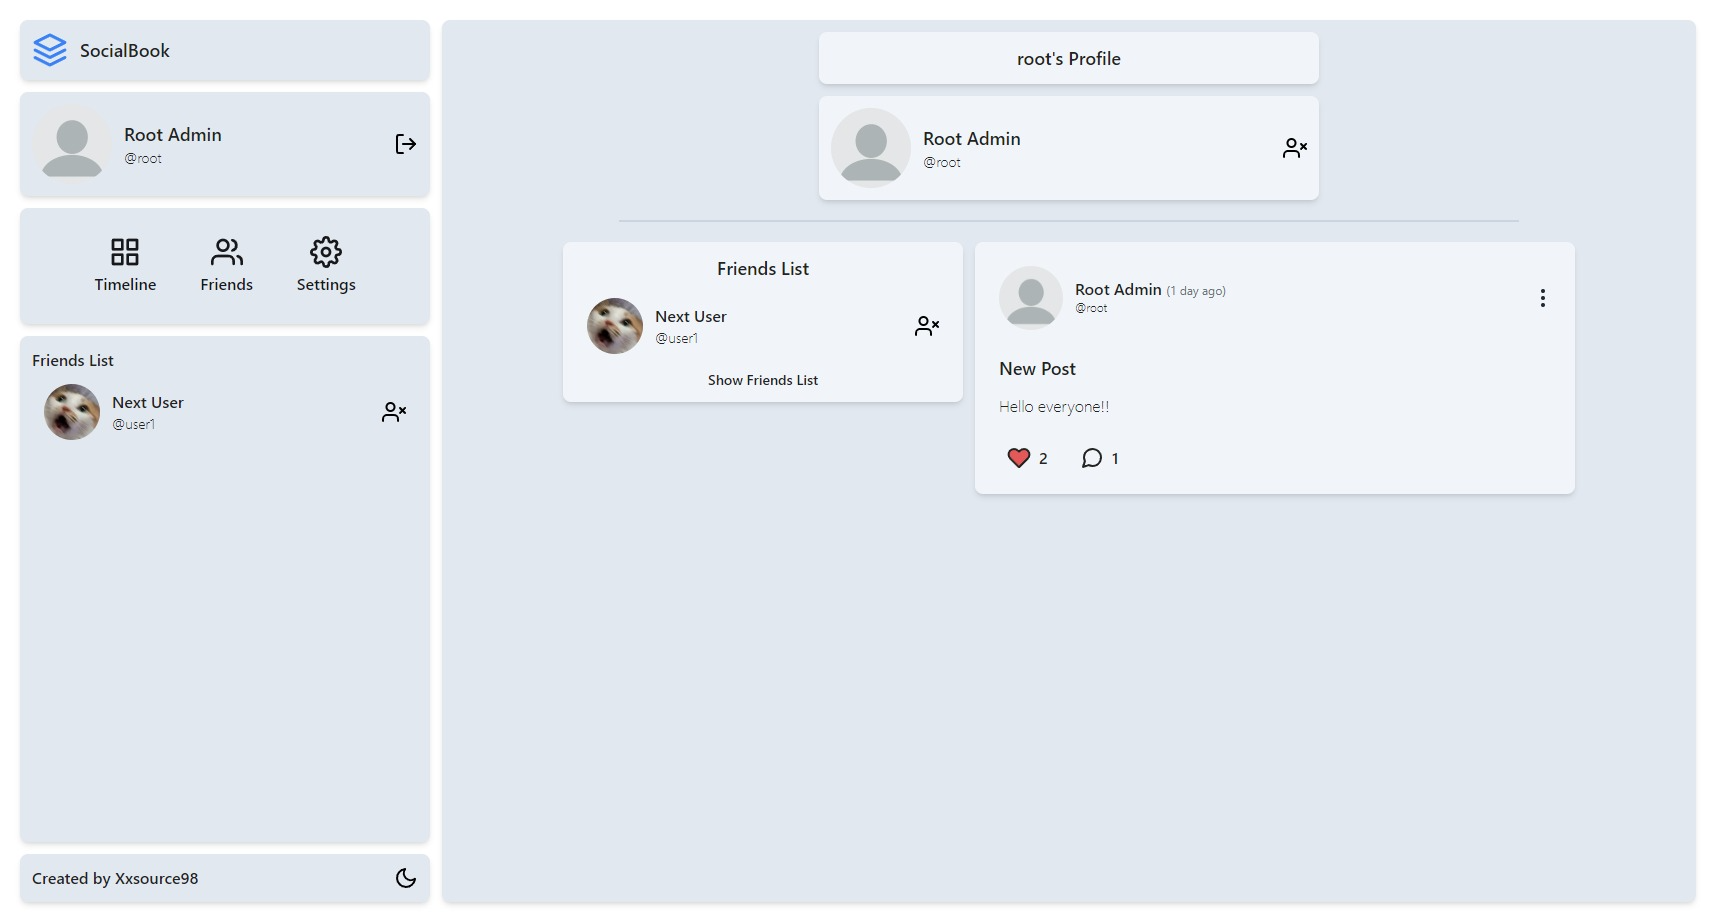 SocialBook
Root Admin
@root
Timeline
Friends
Settings
Friends List
Next User
@user1
Created by Xxsource98
root's Profile
Root Admin
@root
Friends List
Next User
@user1
Show Friends List
Root Admin (1 day ago)
@root
New Post
Hello everyone!!
2
1